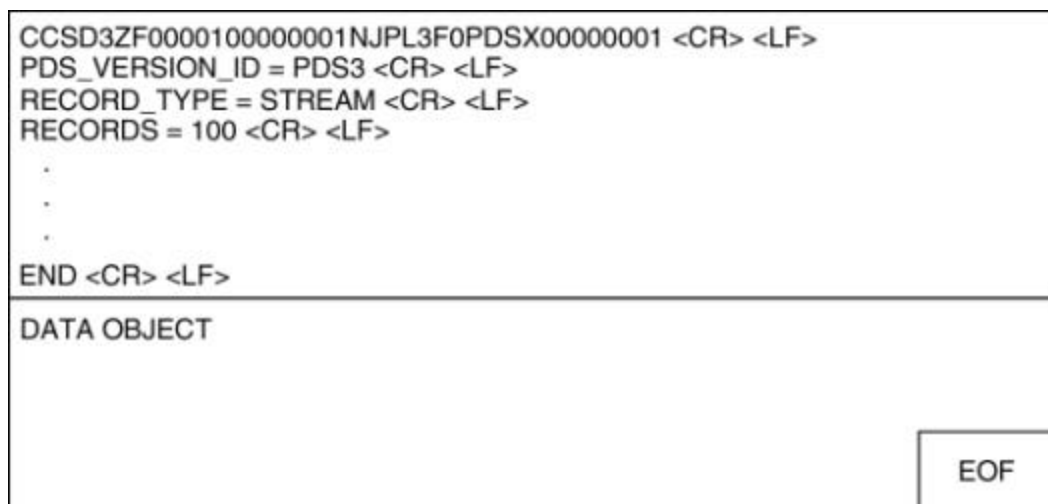 CCSD3ZF0000100000001NJPL3F0PDSX00000001 <CR> <LF>
PDS_VERSION_ID = PDS3 <CR> <LF>
RECORD_TYPE = STREAM <CR> <LF>
RECORDS = 100 <CR> <LF>
.
.
.
END <CR> <LF>
DATA OBJECT
EOF